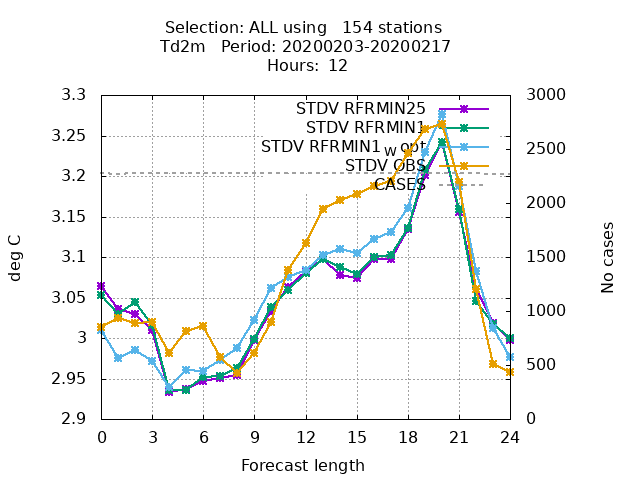 Selection: ALL using   154 stations
Td2m   Period: 20200203-20200217
Hours:  12
STDV RFRMIN25
STDV RFRMIN1
STDV RFRMIN1 w opt
STDV OBS
CASES
3.3
3.25
3.2
3.15
3.1
3.05
3
2.95
2.9
3000
2500
2000
1500
1000
500
0
deg C
No cases
0 3 6 9 12 15 18 21 24
Forecast length